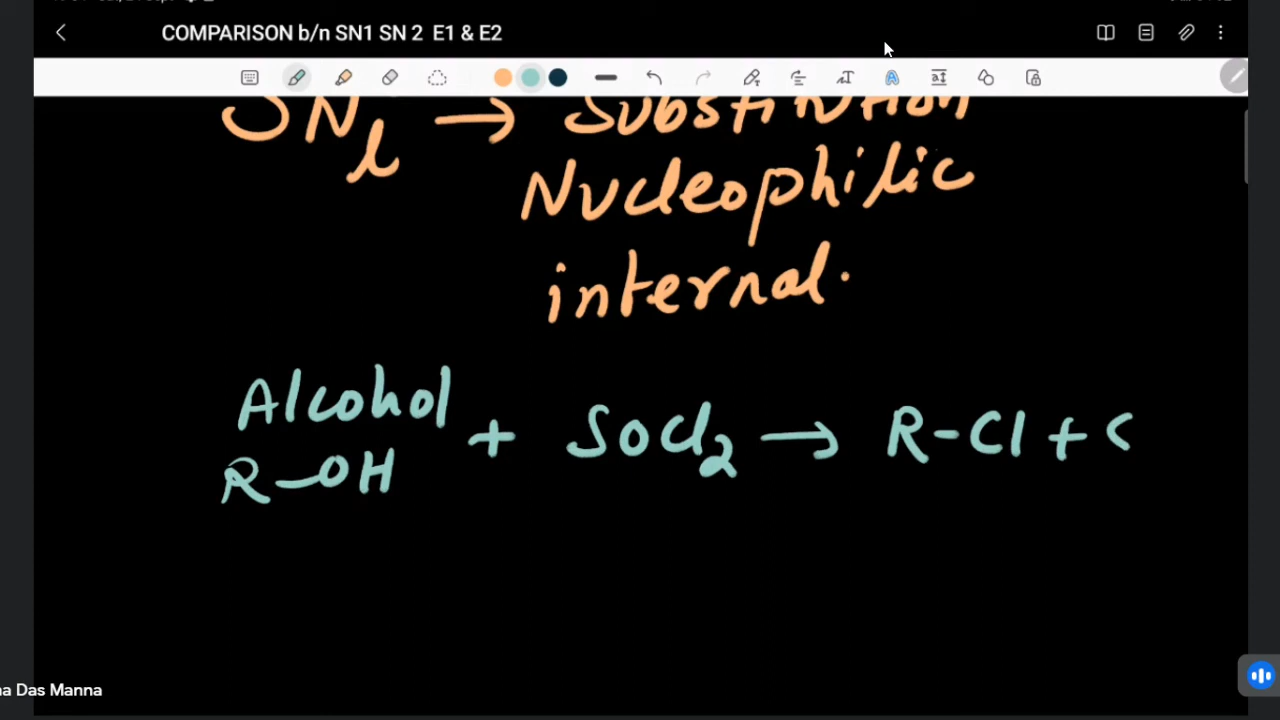 COMPARISON b/n SN1 SN 2 E1 & E2
SNi → Substitution
Nucleophilic
internal.
Alcohol
R-OH + SOCl2 → R-Cl +
Das Manna